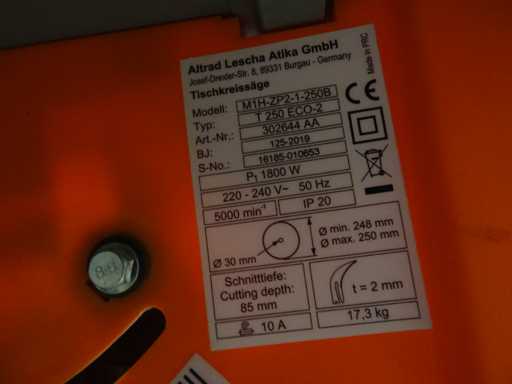 Altrad Lescha Atika GmbH
Josef-Drexler-Str. 8, 89331 Burgau - Germany
Made in PRC
Tischkreissäge
Modell: M1H-ZP2-1-250B
Typ: T 250 ECO-2
Art.-Nr.: 302644 AA
BJ: 125-2019
S-No.: 16185-010653
CE
P1 1800 W
220 - 240 V~ 50 Hz
5000 min-1 IP 20
Ø 30 mm
Ø min. 248 mm
Ø max. 250 mm
Schnitttiefe:
Cutting depth:
85 mm
t = 2 mm
10 A
17,3 kg